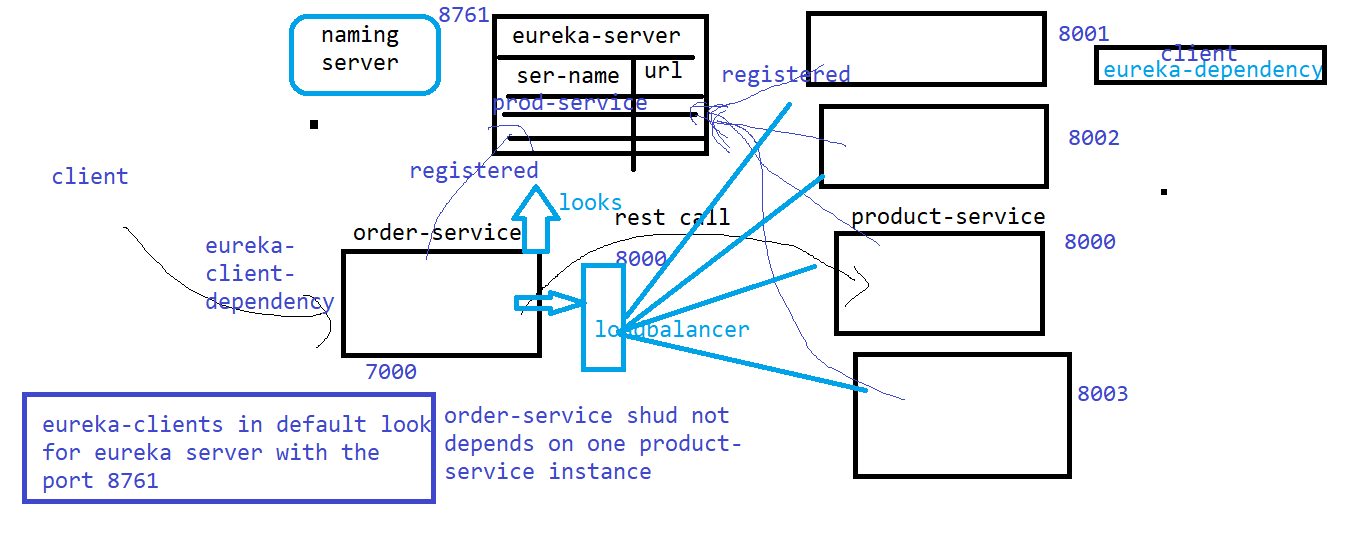 naming
server
8761
eureka-server
ser-name
url
prod-service
registered
8001
client
eureka-dependency
8002
client
registered
looks
rest call
product-service
order-service
8000
8000
eureka-
client-
dependency
loadbalancer
7000
8003
eureka-clients in default look
for eureka server with the
port 8761
order-service shud not
depends on one product-
service instance